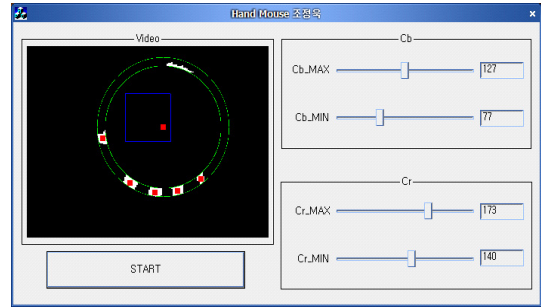 Hand Mouse 조정욱
Video
Cb
Cb_MAX 127
Cb_MIN 77
Cr
Cr_MAX 173
Cr_MIN 140
START